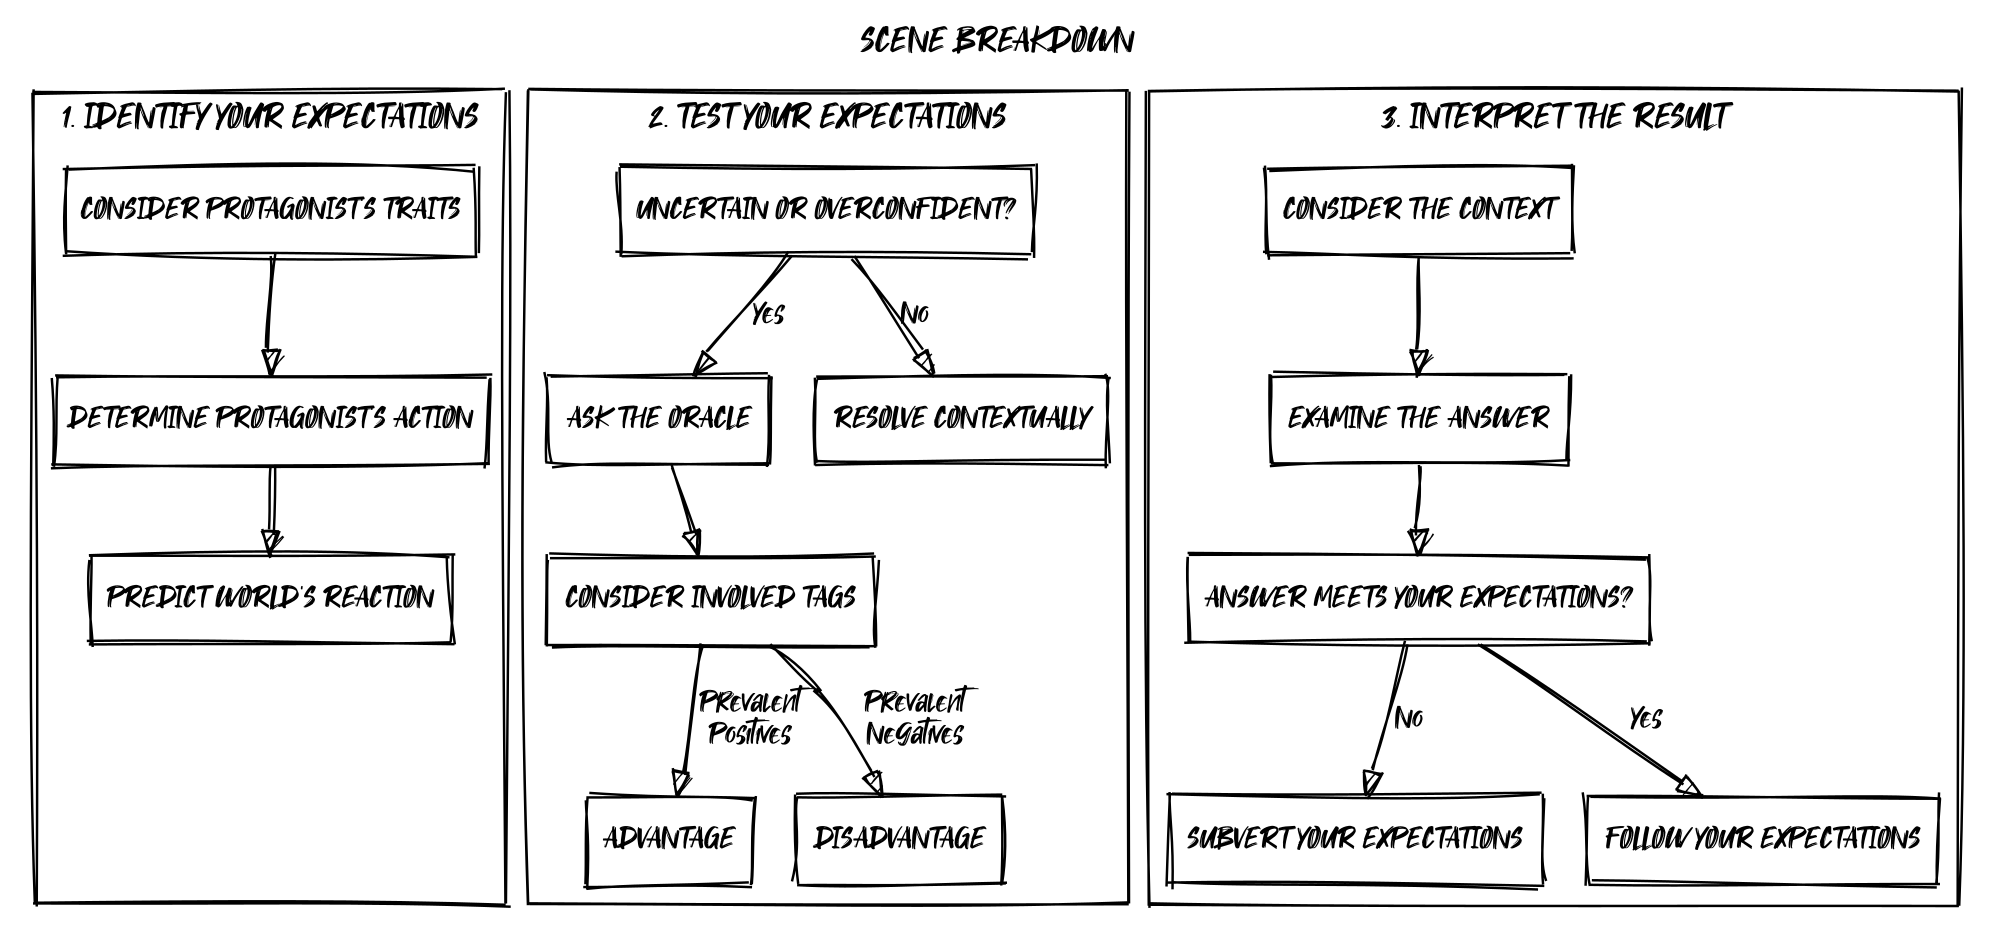 SCENE BREAKDOWN
1. IDENTIFY YOUR EXPECTATIONS
CONSIDER PROTAGONIST'S TRAITS
DETERMINE PROTAGONIST'S ACTION
PREDICT WORLD'S REACTION
2. TEST YOUR EXPECTATIONS
UNCERTAIN OR OVERCONFIDENT?
Yes
No
ASK THE ORACLE
RESOLVE CONTEXTUALLY
CONSIDER INVOLVED TAGS
Prevalent
Positives
Prevalent
Negatives
ADVANTAGE
DISADVANTAGE
3. INTERPRET THE RESULT
CONSIDER THE CONTEXT
EXAMINE THE ANSWER
ANSWER MEETS YOUR EXPECTATIONS?
No
Yes
SUBVERT YOUR EXPECTATIONS
FOLLOW YOUR EXPECTATIONS